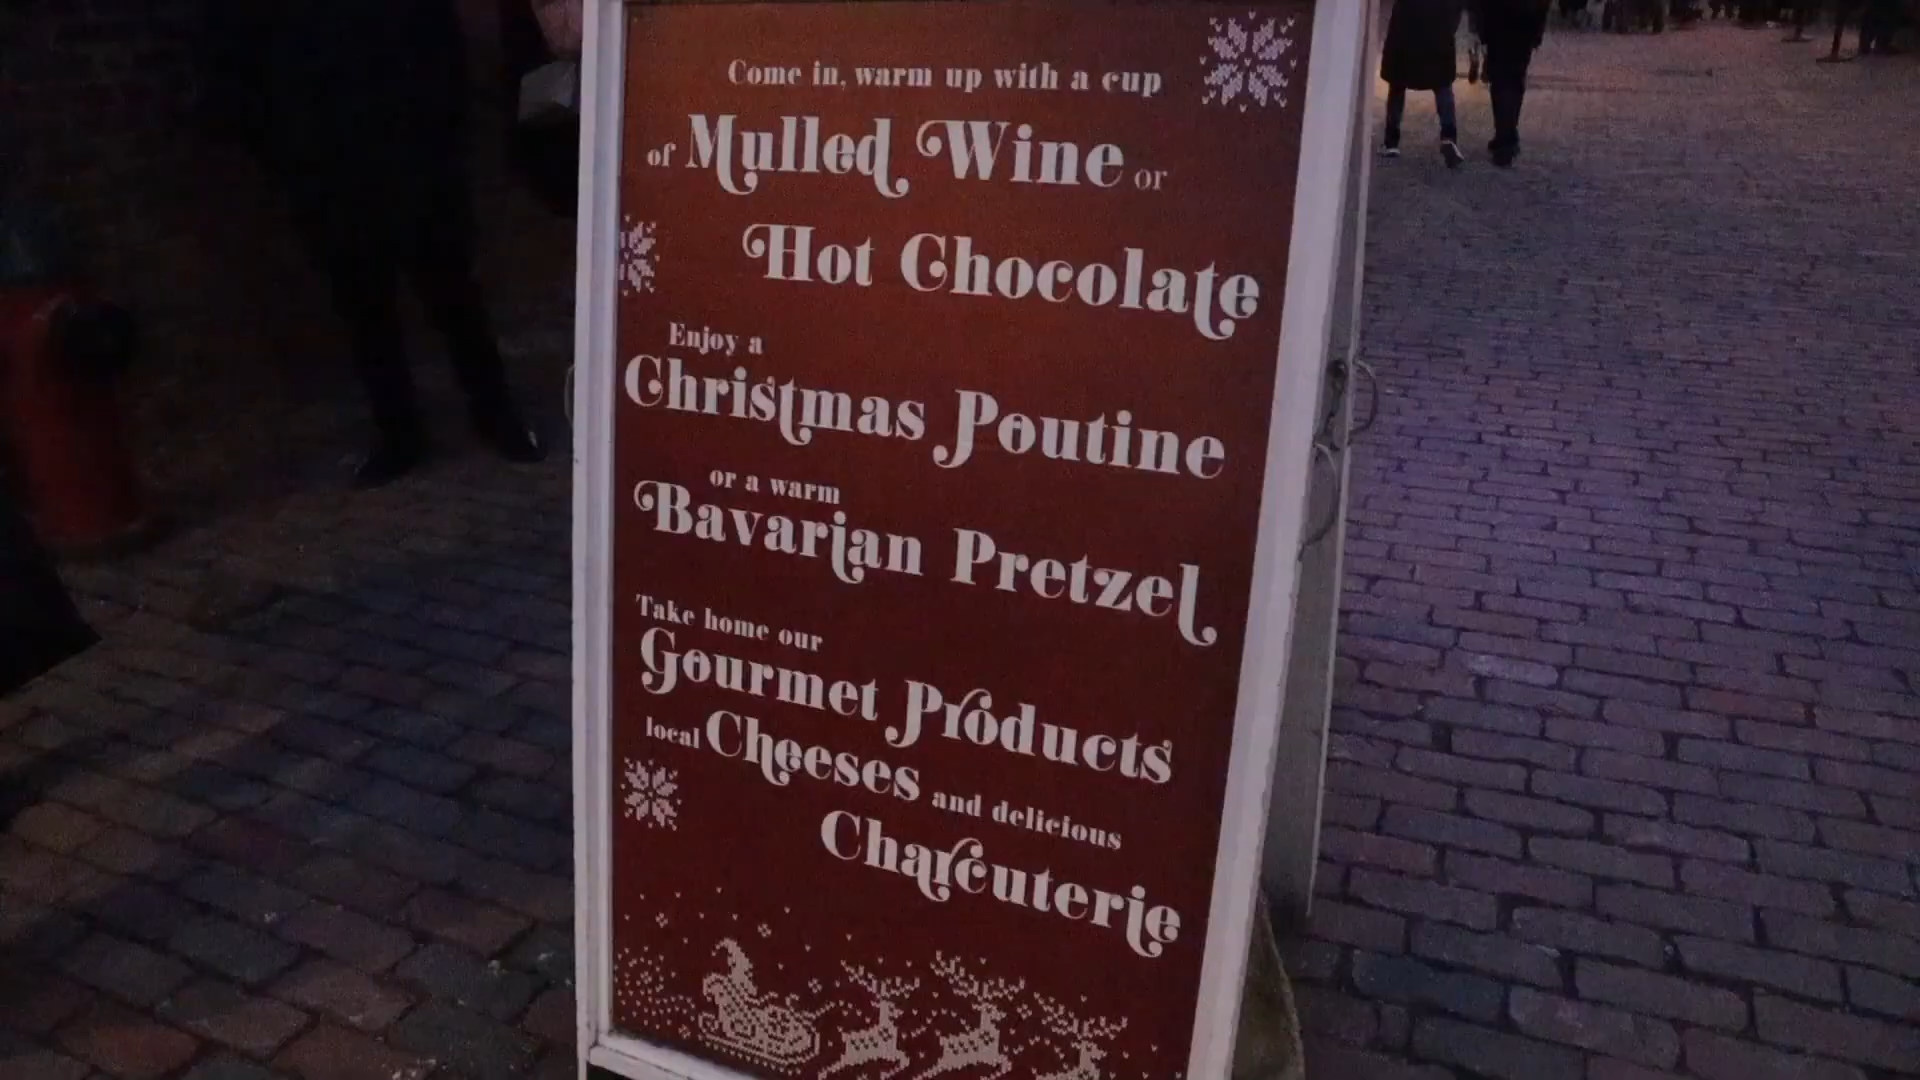 Come in, warm up with a cup
of Mulled Wine or
Hot Chocolate
Enjoy a
Christmas Poutine
or a warm
Bavarian Pretzel
Take home our
Gourmet Products
local Cheeses and delicious
Charcuterie